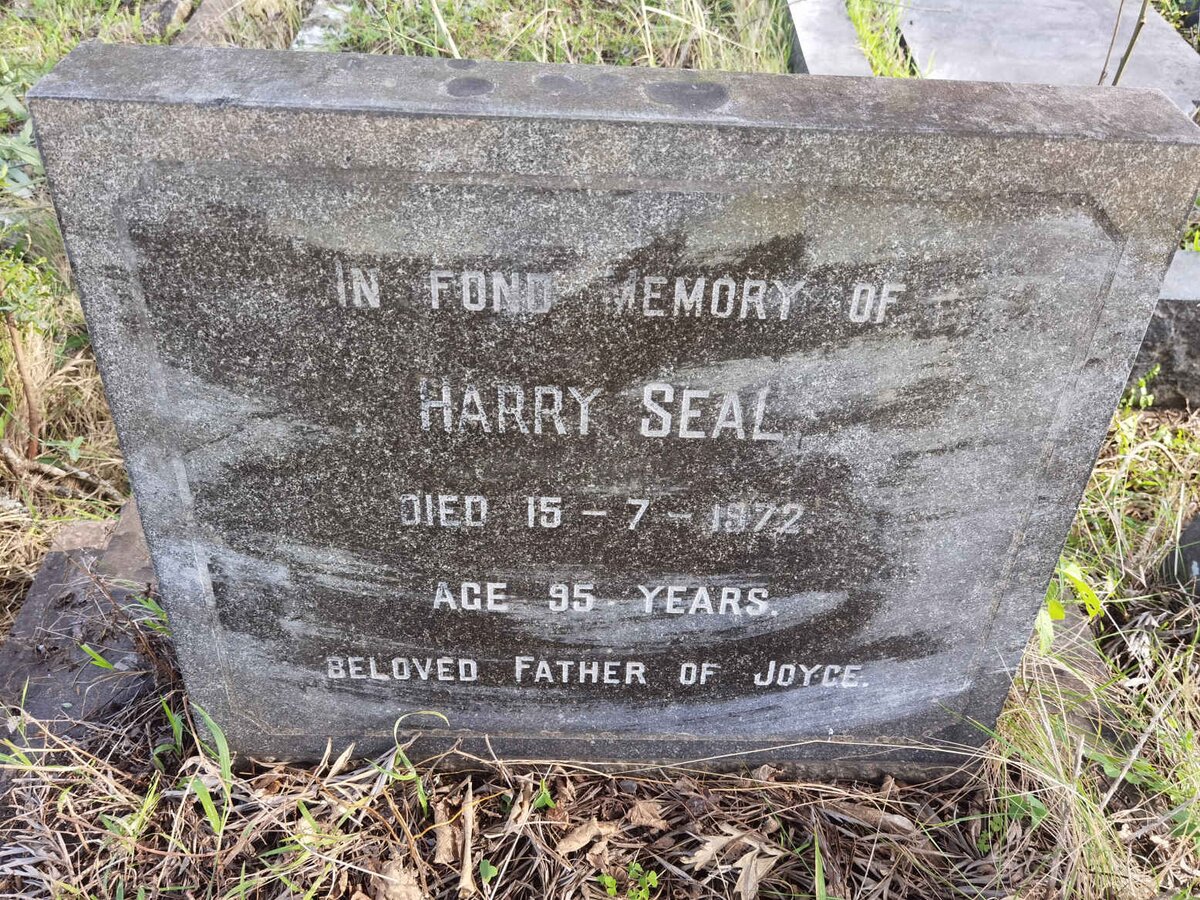 IN FOND MEMORY OF
HARRY SEAL
DIED 15-7-1972
AGE 95 YEARS.
BELOVED FATHER OF JOYCE.